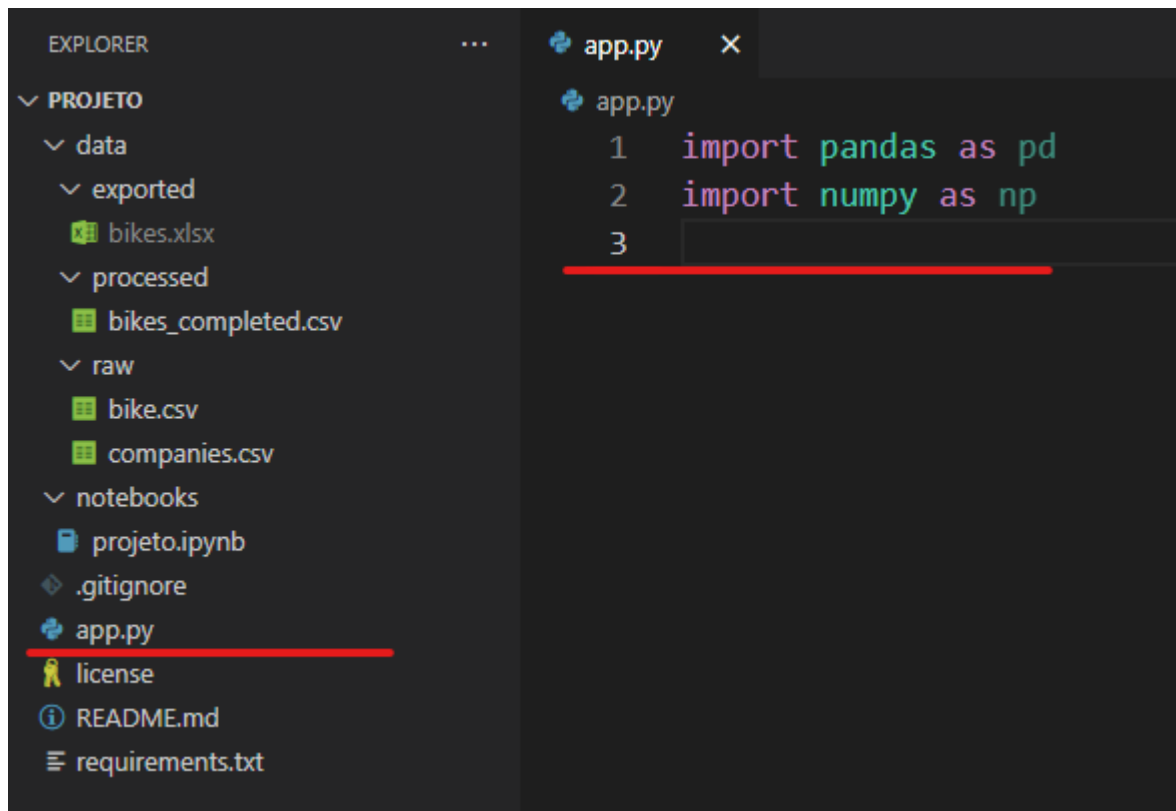 EXPLORER
PROJETO
data
exported
bikes.xlsx
processed
bikes_completed.csv
raw
bike.csv
companies.csv
notebooks
projeto.ipynb
.gitignore
app.py
license
README.md
requirements.txt
app.py
app.py
1 import pandas as pd
2 import numpy as np
3